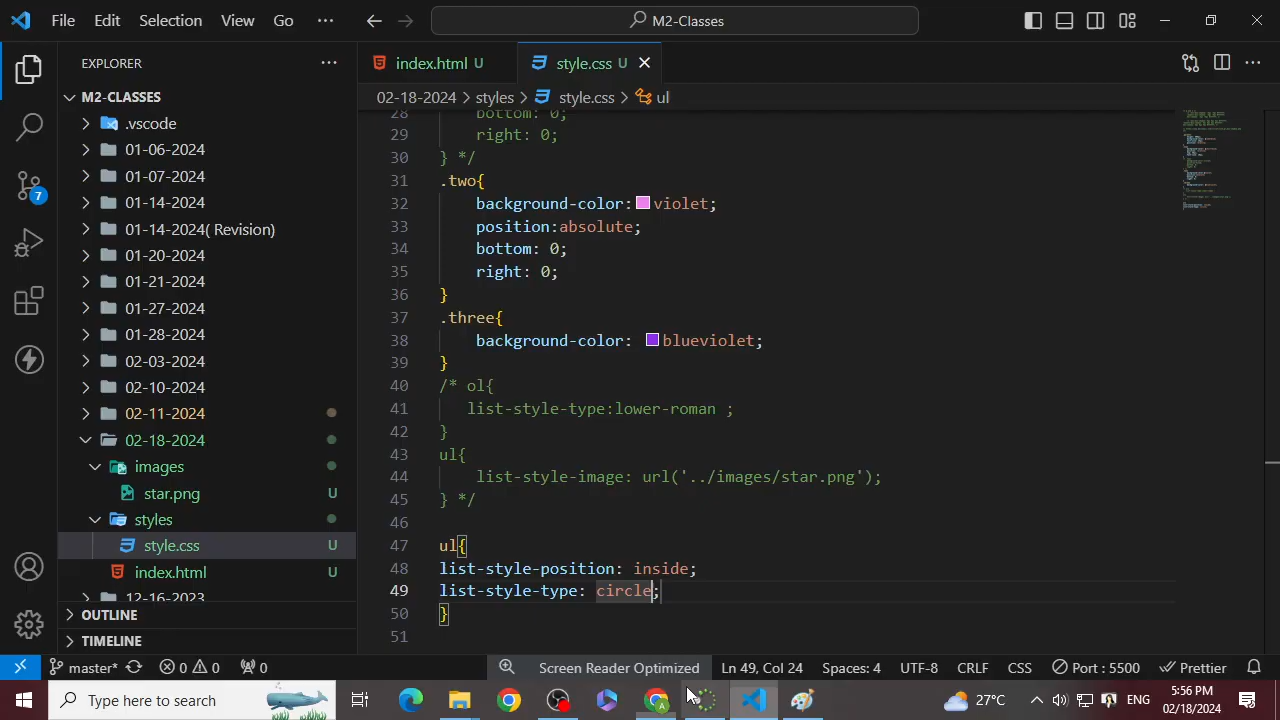 File Edit Selection View Go ··· M2-Classes
EXPLORER ···
index.html U
style.css U
02-18-2024 > styles > style.css > ul
M2-CLASSES
.vscode
01-06-2024
01-07-2024
01-14-2024
01-14-2024( Revision)
01-20-2024
01-21-2024
01-27-2024
01-28-2024
02-03-2024
02-10-2024
02-11-2024
02-18-2024
images
star.png U
styles
style.css U
index.html U
12-16-2023
OUTLINE
TIMELINE
28 bottom: 0;
29 right: 0;
30 } */
31 .two{
32 background-color: violet;
33 position:absolute;
34 bottom: 0;
35 right: 0;
36 }
37 .three{
38 background-color: blueviolet;
39 }
40 /* ol{
41 list-style-type:lower-roman ;
42 }
43 ul{
44 list-style-image: url('../images/star.png');
45 } */
46
47 ul{
48 list-style-position: inside;
49 list-style-type: circle;
50 }
51
7
master* 0 0 0 Screen Reader Optimized Ln 49, Col 24 Spaces: 4 UTF-8 CRLF CSS Port : 5500 Prettier
Type here to search
27°C ENG
5:56 PM
02/18/2024